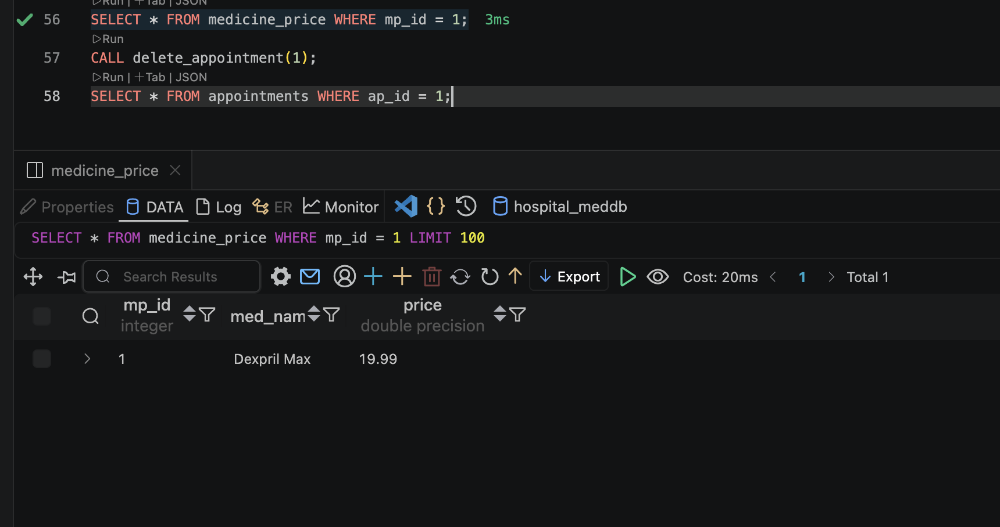 Run | +Tab | JSON
56 SELECT * FROM medicine_price WHERE mp_id = 1; 3ms
Run
57 CALL delete_appointment(1);
Run | +Tab | JSON
58 SELECT * FROM appointments WHERE ap_id = 1;
medicine_price
Properties DATA Log ER Monitor {} hospital_meddb
SELECT * FROM medicine_price WHERE mp_id = 1 LIMIT 100
Search Results Export Cost: 20ms < 1 > Total 1
mp_id med_nam price
integer double precision
1 Dexpril Max 19.99